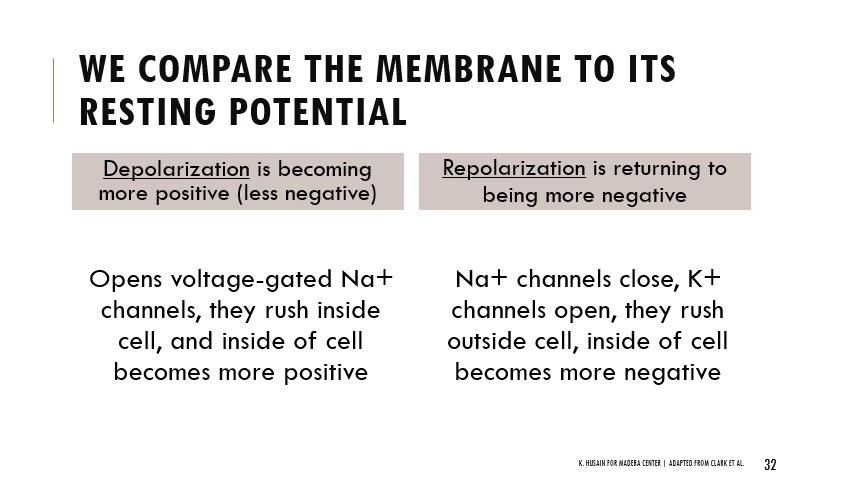 WE COMPARE THE MEMBRANE TO ITS
RESTING POTENTIAL
Depolarization is becoming
more positive (less negative)
Repolarization is returning to
being more negative
Opens voltage-gated Na+
channels, they rush inside
cell, and inside of cell
becomes more positive
Na+ channels close, K+
channels open, they rush
outside cell, inside of cell
becomes more negative
K. HUSAIN FOR MADERA CENTER | ADAPTED FROM CLARK ET AL.
32